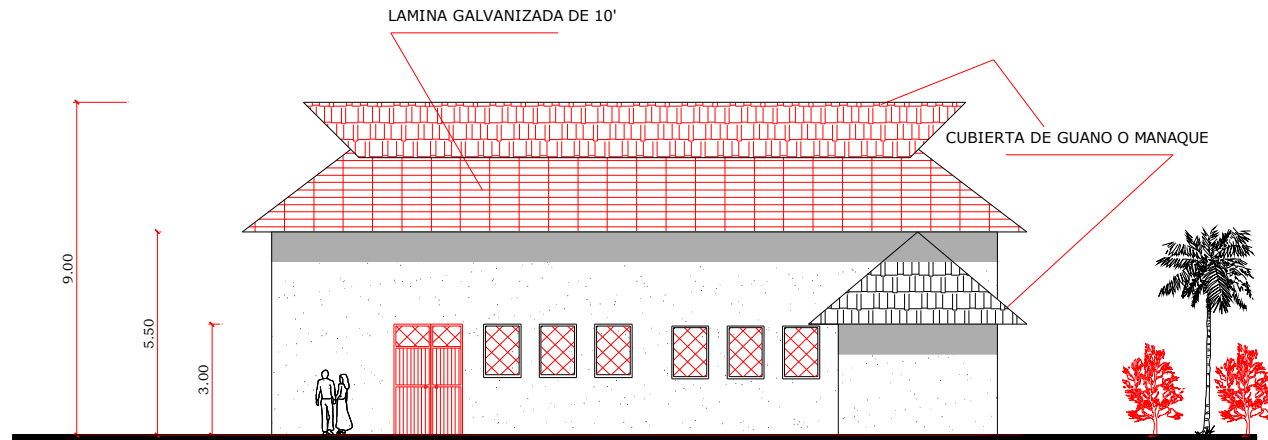 LAMINA GALVANIZADA DE 10'
CUBIERTA DE GUANO O MANAQUE
9.00
5.50
3.00